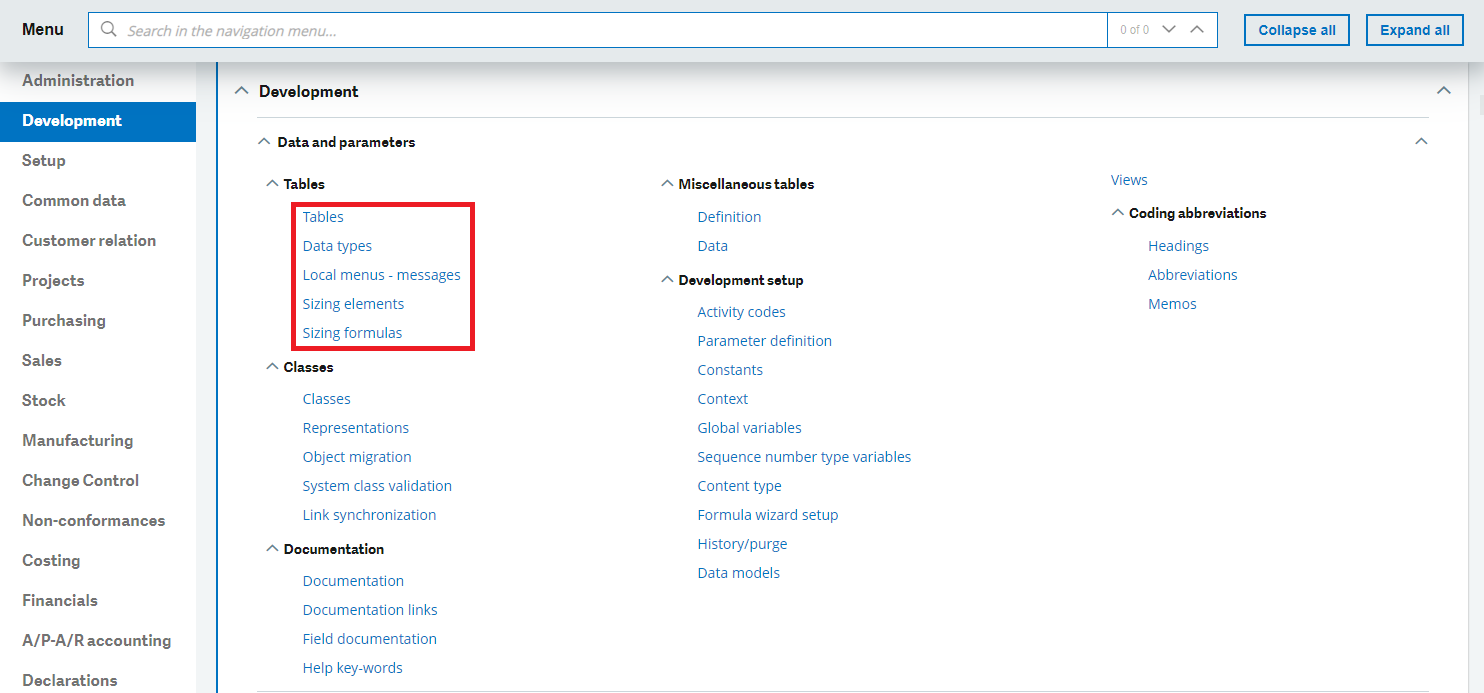 Menu
Search in the navigation menu...
0 of 0
Collapse all
Expand all
Administration
Development
Setup
Common data
Customer relation
Projects
Purchasing
Sales
Stock
Manufacturing
Change Control
Non-conformances
Costing
Financials
A/P-A/R accounting
Declarations
Development
Data and parameters
Tables
Tables
Data types
Local menus - messages
Sizing elements
Sizing formulas
Classes
Classes
Representations
Object migration
System class validation
Link synchronization
Documentation
Documentation
Documentation links
Field documentation
Help key-words
Miscellaneous tables
Definition
Data
Development setup
Activity codes
Parameter definition
Constants
Context
Global variables
Sequence number type variables
Content type
Formula wizard setup
History/purge
Data models
Views
Coding abbreviations
Headings
Abbreviations
Memos